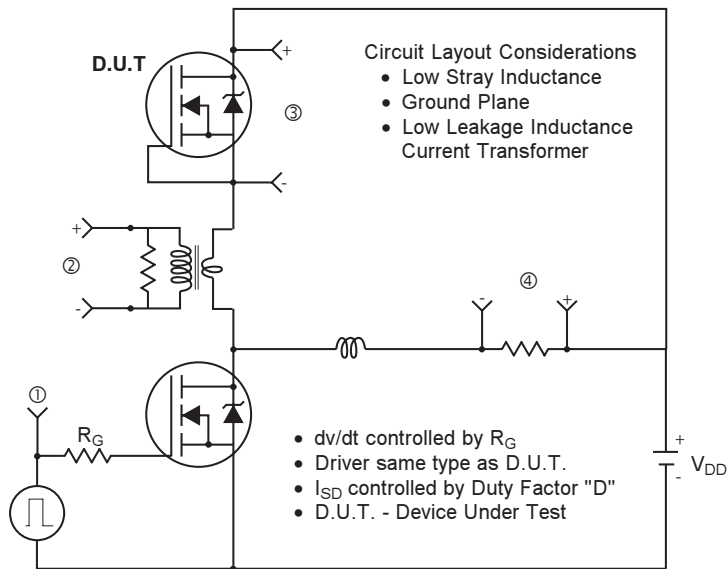 D.U.T
+
③
-
Circuit Layout Considerations
• Low Stray Inductance
• Ground Plane
• Low Leakage Inductance
Current Transformer
+
②
-
-
④
+
①
R_G
• dv/dt controlled by R_G
• Driver same type as D.U.T.
• I_SD controlled by Duty Factor "D"
• D.U.T. - Device Under Test
+
V_DD
-